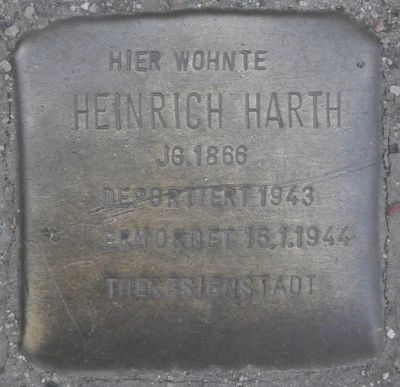 HIER WOHNTE
HEINRICH HARTH
JG. 1866
DEPORTIERT 1943
ERMORDET 15.1.1944
THERESIENSTADT